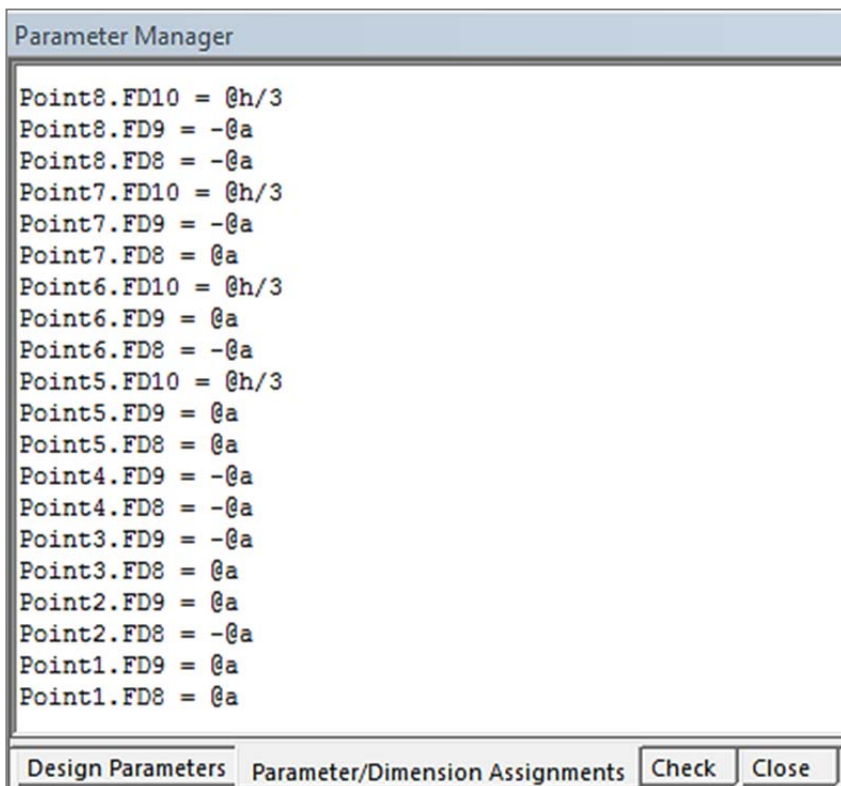 Parameter Manager
Point8.FD10 = @h/3
Point8.FD9 = -@a
Point8.FD8 = -@a
Point7.FD10 = @h/3
Point7.FD9 = -@a
Point7.FD8 = @a
Point6.FD10 = @h/3
Point6.FD9 = @a
Point6.FD8 = -@a
Point5.FD10 = @h/3
Point5.FD9 = @a
Point5.FD8 = @a
Point4.FD9 = -@a
Point4.FD8 = -@a
Point3.FD9 = -@a
Point3.FD8 = @a
Point2.FD9 = @a
Point2.FD8 = -@a
Point1.FD9 = @a
Point1.FD8 = @a
Design Parameters Parameter/Dimension Assignments Check Close